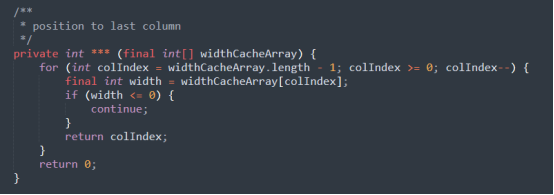 /**
* position to last column
*/
private int *** (final int[] widthCacheArray) {
for (int colIndex = widthCacheArray.length - 1; colIndex >= 0; colIndex--) {
final int width = widthCacheArray[colIndex];
if (width <= 0) {
continue;
}
return colIndex;
}
return 0;
}